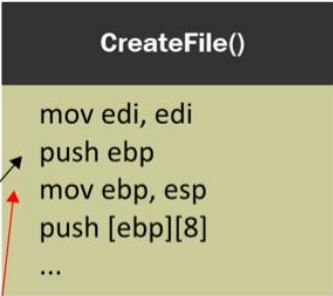 CreateFile()
mov edi, edi
push ebp
mov ebp, esp
push [ebp][8]
...